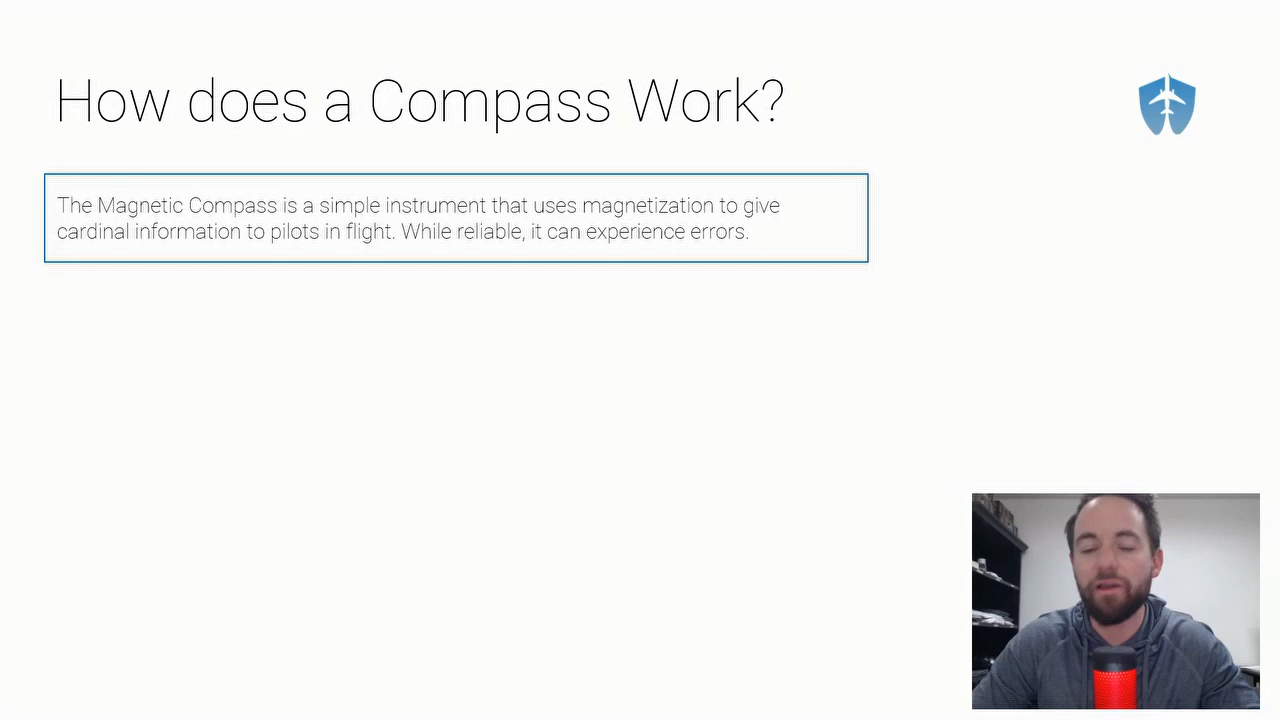 How does a Compass Work?
The Magnetic Compass is a simple instrument that uses magnetization to give
cardinal information to pilots in flight. While reliable, it can experience errors.